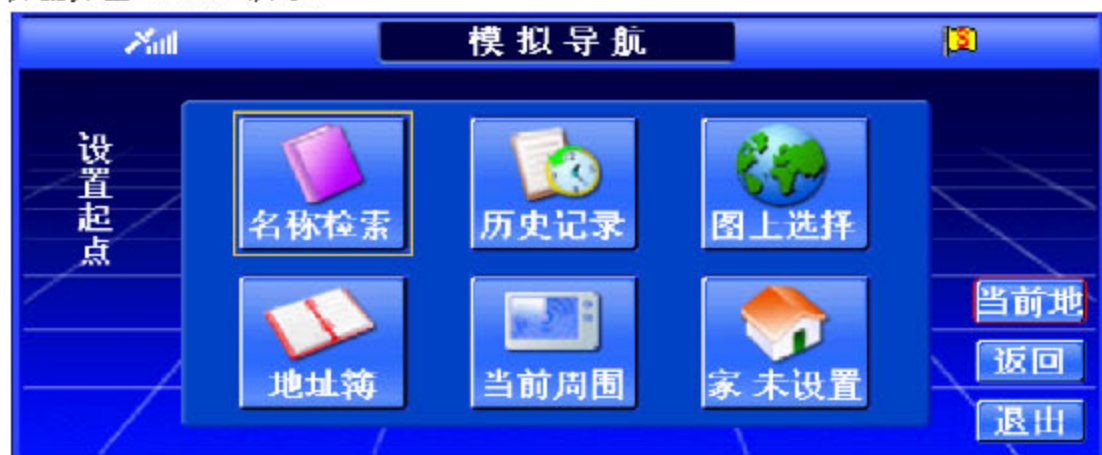 模拟导航
S
设置起点
名称检索
历史记录
图上选择
地址簿
当前周围
家 未设置
当前地
返回
退出